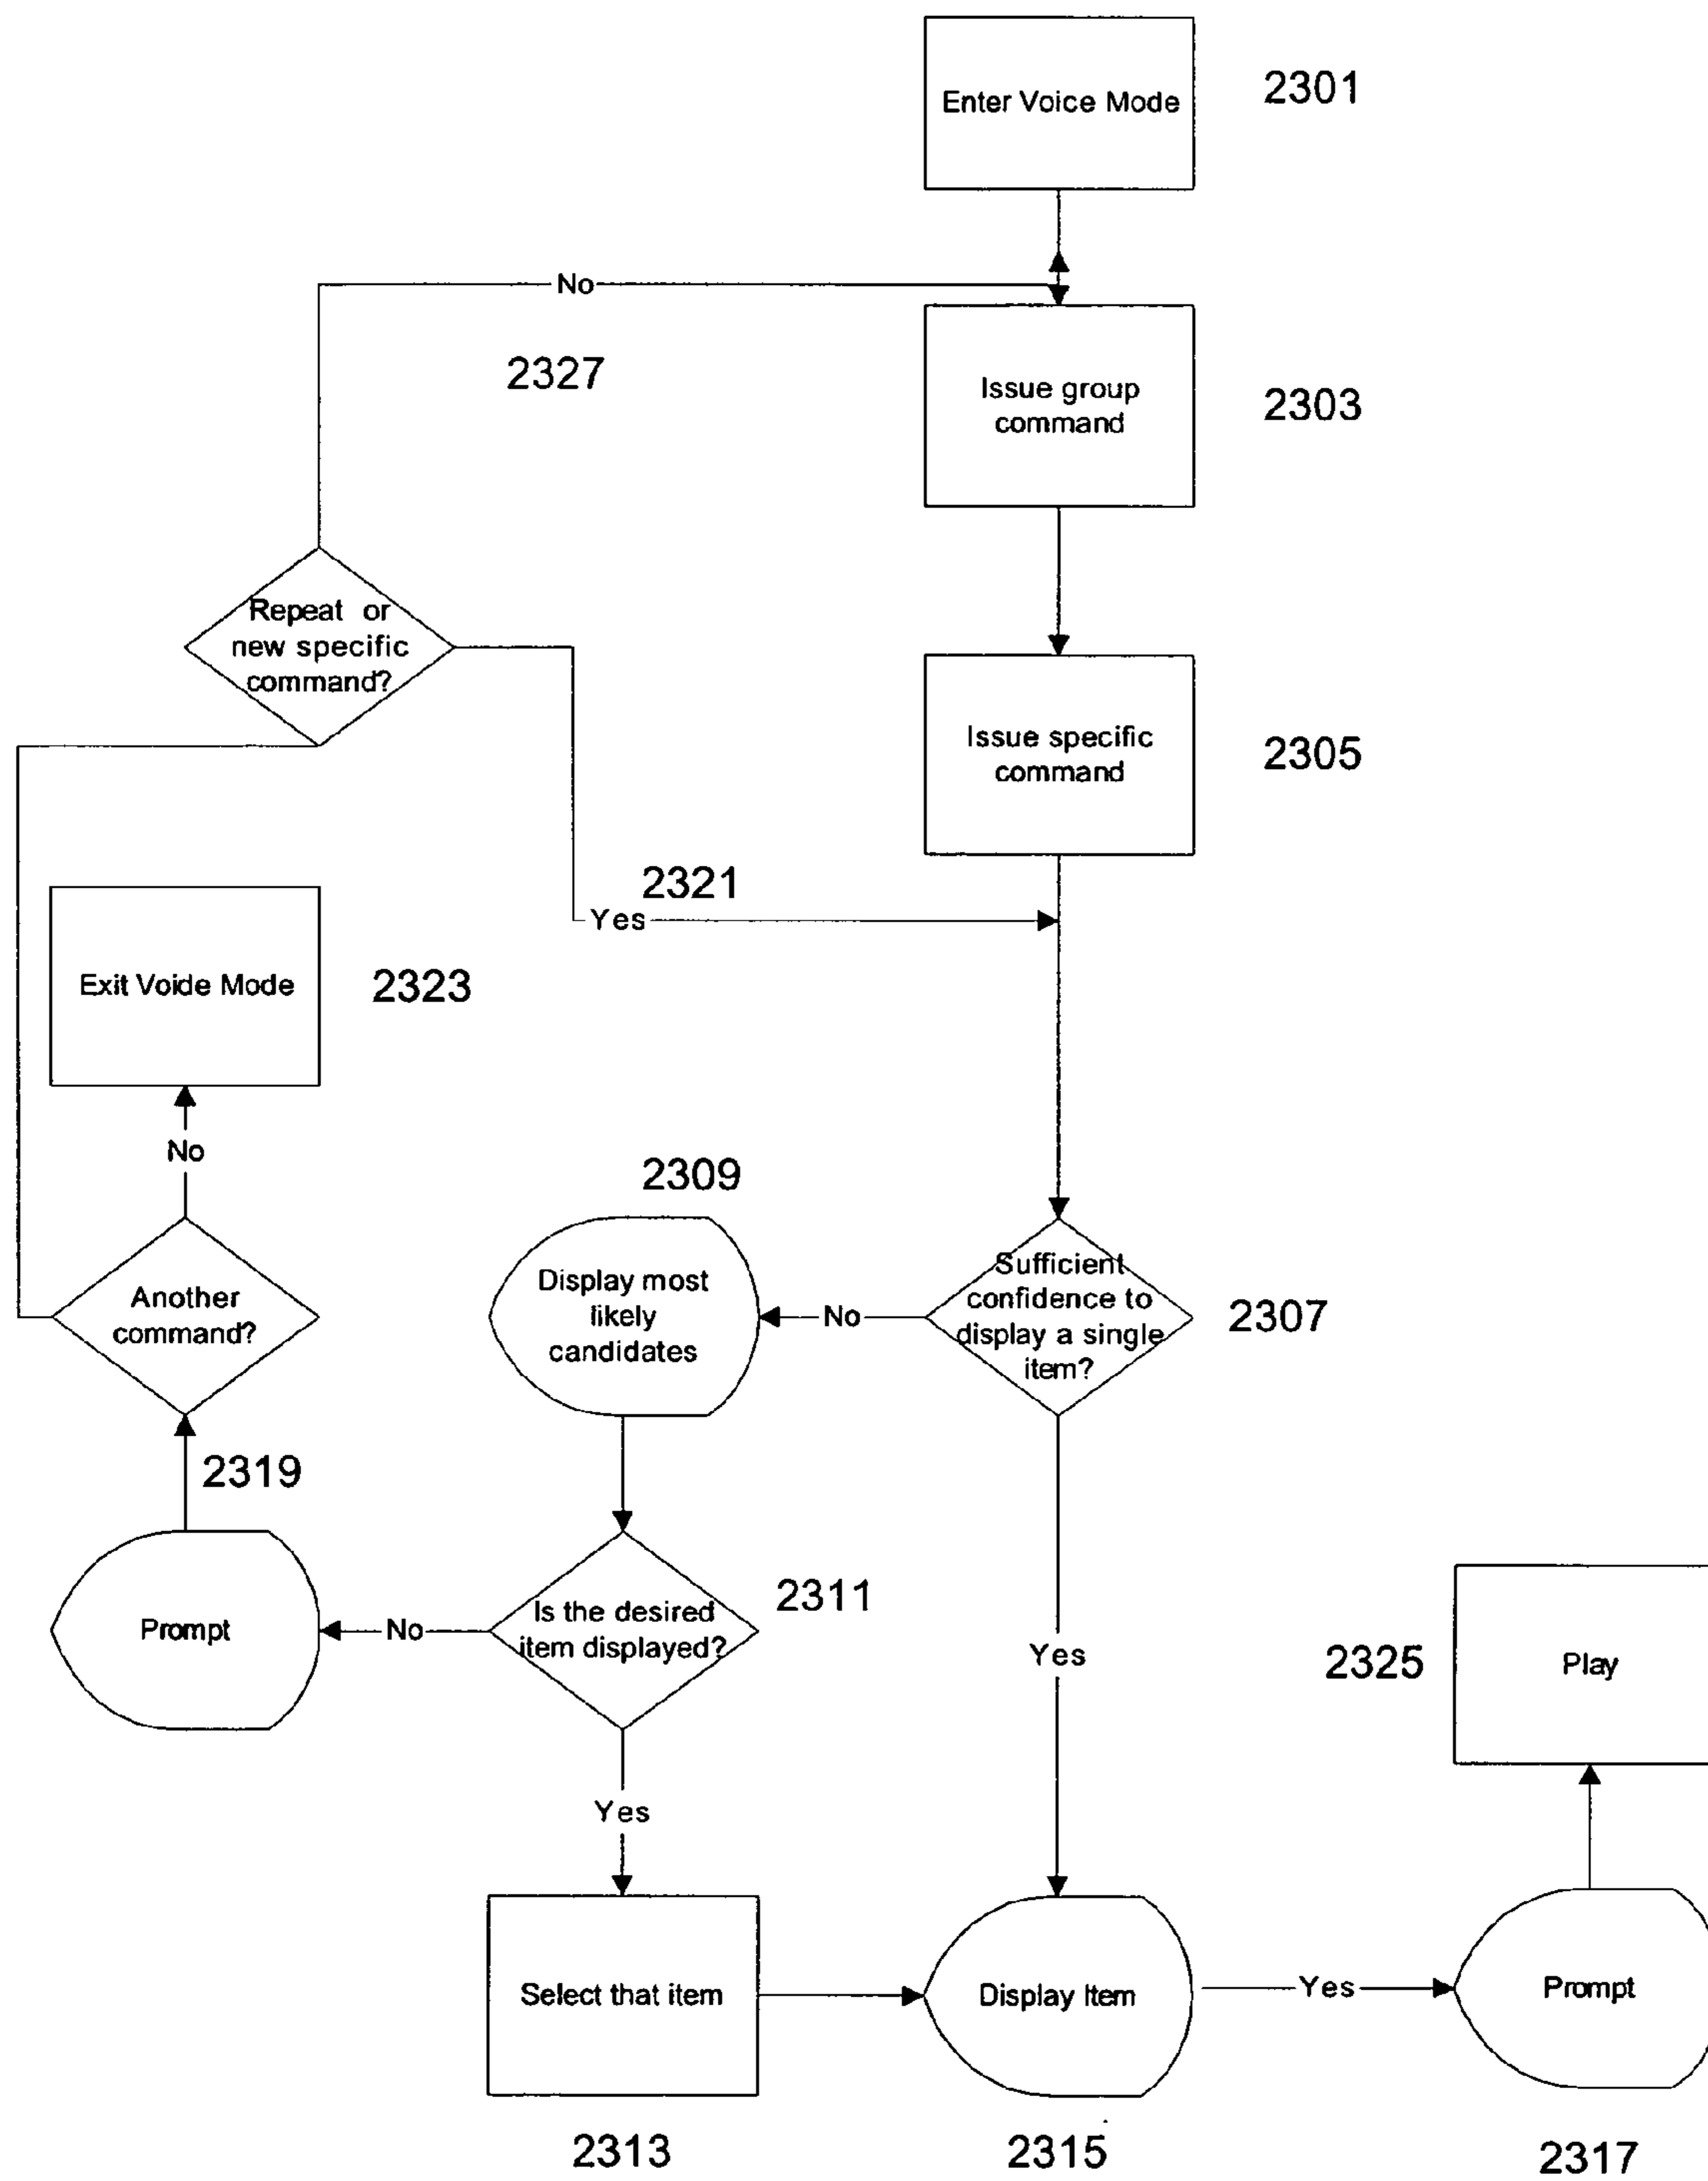 Enter Voice Mode
2301
No
2327
Issue group
command
2303
Repeat or
new specific
command?
Issue specific
command
2305
2321
Yes
Exit Voide Mode
2323
No
2309
Display most
likely
candidates
No
Sufficient
confidence to
display a single
item?
2307
Another
command?
2319
Prompt
No
Is the desired
item displayed?
2311
Yes
Yes
2325
Play
Select that item
Display Item
Yes
Prompt
2313
2315
2317